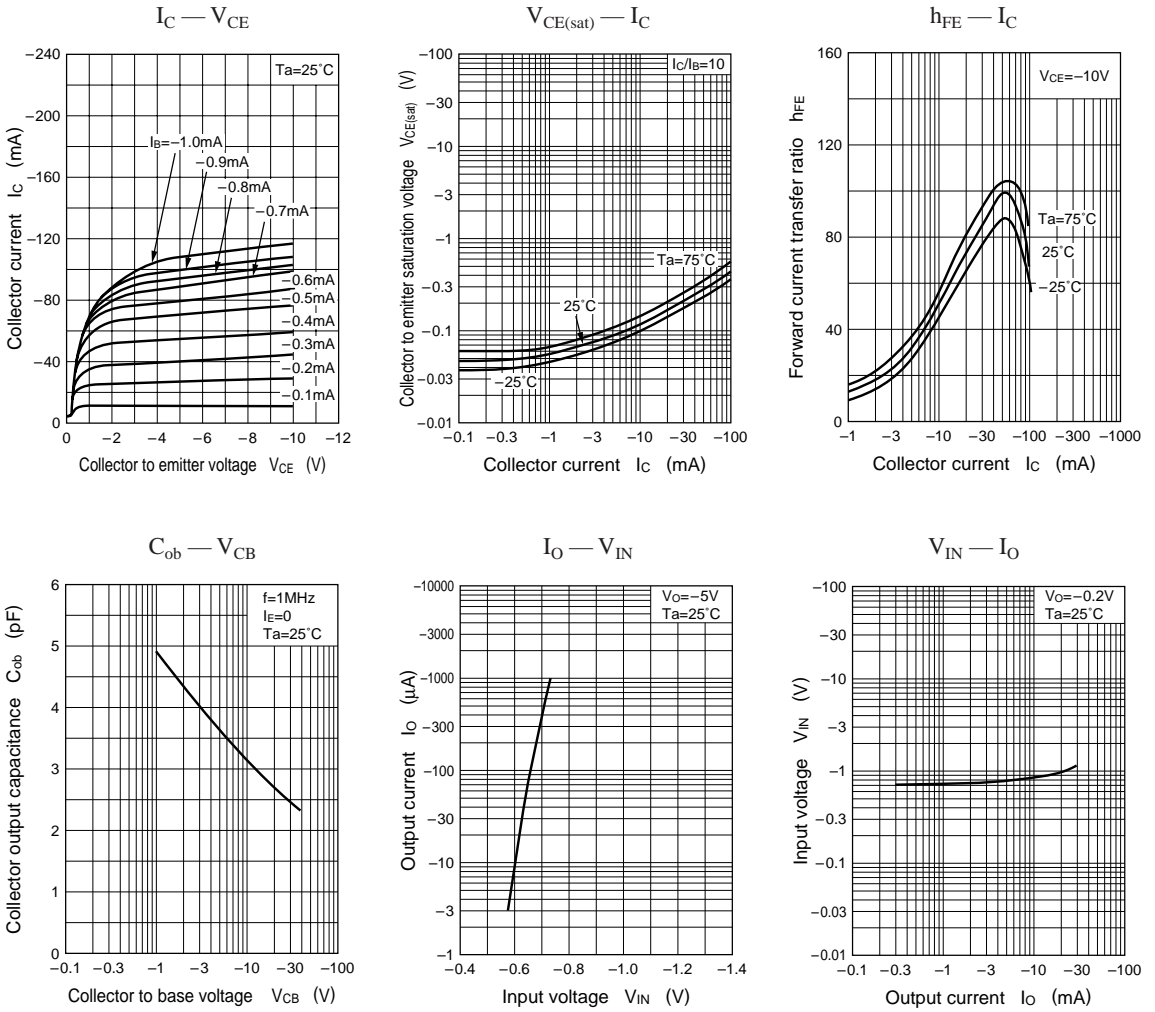 IC — VCE
−240
−200
−160
−120
−80
−40
0
0 −2 −4 −6 −8 −10 −12
Ta=25˚C
IB=−1.0mA
−0.9mA
−0.8mA
−0.7mA
−0.6mA
−0.5mA
−0.4mA
−0.3mA
−0.2mA
−0.1mA
Collector current IC (mA)
Collector to emitter voltage VCE (V)
VCE(sat) — IC
−100
−30
−10
−3
−1
−0.3
−0.1
−0.03
−0.01
−0.1 −0.3 −1 −3 −10 −30 −100
IC/IB=10
Ta=75˚C
25˚C
−25˚C
Collector to emitter saturation voltage VCE(sat) (V)
Collector current IC (mA)
hFE — IC
160
120
80
40
0
−1 −3 −10 −30 −100 −300 −1000
VCE=−10V
Ta=75˚C
25˚C
−25˚C
Forward current transfer ratio hFE
Collector current IC (mA)
Cob — VCB
6
5
4
3
2
1
0
−0.1 −0.3 −1 −3 −10 −30 −100
f=1MHz
IE=0
Ta=25˚C
Collector output capacitance Cob (pF)
Collector to base voltage VCB (V)
IO — VIN
−10000
−3000
−1000
−300
−100
−30
−10
−3
−1
−0.4 −0.6 −0.8 −1.0 −1.2 −1.4
VO=−5V
Ta=25˚C
Output current IO (μA)
Input voltage VIN (V)
VIN — IO
−100
−30
−10
−3
−1
−0.3
−0.1
−0.03
−0.01
−0.1 −0.3 −1 −3 −10 −30 −100
VO=−0.2V
Ta=25˚C
Input voltage VIN (V)
Output current IO (mA)